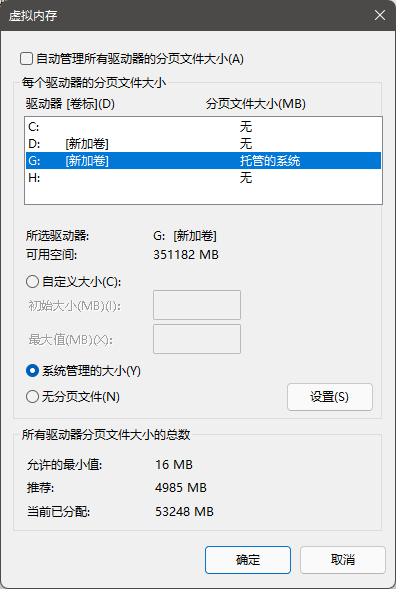 虚拟内存
自动管理所有驱动器的分页文件大小(A)
每个驱动器的分页文件大小
驱动器 [卷标](D) 分页文件大小(MB)
C: 无
D: [新加卷] 无
G: [新加卷] 托管的系统
H: 无
所选驱动器: G: [新加卷]
可用空间: 351182 MB
自定义大小(C):
初始大小(MB)(I):
最大值(MB)(X):
系统管理的大小(Y)
无分页文件(N) 设置(S)
所有驱动器分页文件大小的总数
允许的最小值: 16 MB
推荐: 4985 MB
当前已分配: 53248 MB
确定 取消